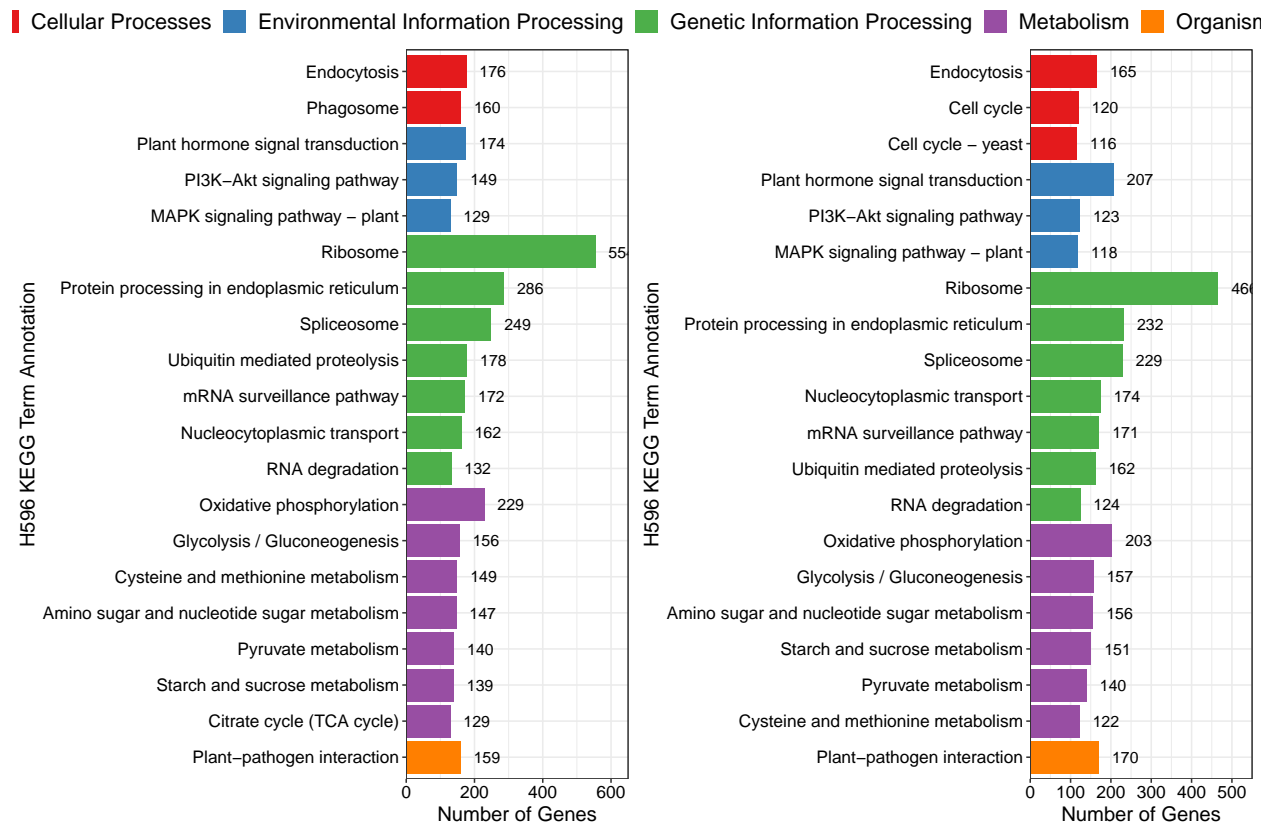 Cellular Processes Environmental Information Processing Genetic Information Processing Metabolism Organism
H596 KEGG Term Annotation
Endocytosis 176
Phagosome 160
Plant hormone signal transduction 174
PI3K−Akt signaling pathway 149
MAPK signaling pathway − plant 129
Ribosome 55
Protein processing in endoplasmic reticulum 286
Spliceosome 249
Ubiquitin mediated proteolysis 178
mRNA surveillance pathway 172
Nucleocytoplasmic transport 162
RNA degradation 132
Oxidative phosphorylation 229
Glycolysis / Gluconeogenesis 156
Cysteine and methionine metabolism 149
Amino sugar and nucleotide sugar metabolism 147
Pyruvate metabolism 140
Starch and sucrose metabolism 139
Citrate cycle (TCA cycle) 129
Plant−pathogen interaction 159
0 200 400 600
Number of Genes
H596 KEGG Term Annotation
Endocytosis 165
Cell cycle 120
Cell cycle − yeast 116
Plant hormone signal transduction 207
PI3K−Akt signaling pathway 123
MAPK signaling pathway − plant 118
Ribosome 466
Protein processing in endoplasmic reticulum 232
Spliceosome 229
Nucleocytoplasmic transport 174
mRNA surveillance pathway 171
Ubiquitin mediated proteolysis 162
RNA degradation 124
Oxidative phosphorylation 203
Glycolysis / Gluconeogenesis 157
Amino sugar and nucleotide sugar metabolism 156
Starch and sucrose metabolism 151
Pyruvate metabolism 140
Cysteine and methionine metabolism 122
Plant−pathogen interaction 170
0 100 200 300 400 500
Number of Genes